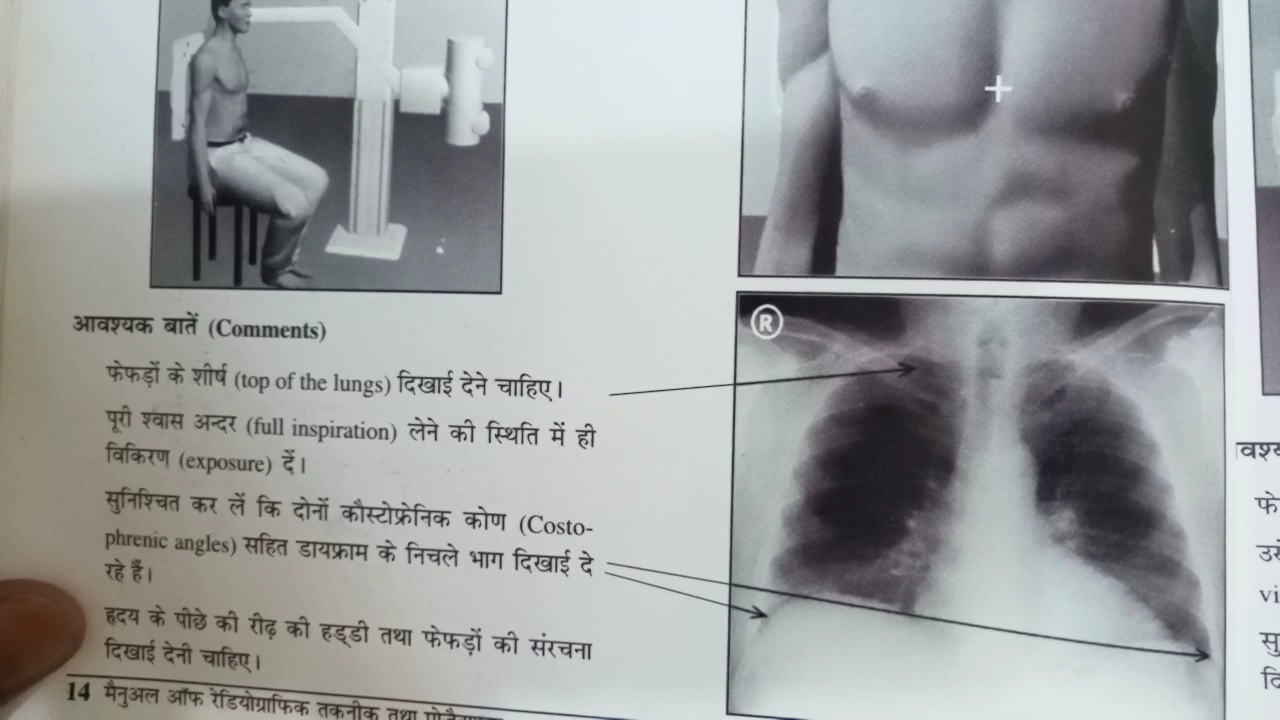 आवश्यक बातें (Comments)
फेफड़ों के शीर्ष (top of the lungs) दिखाई देने चाहिए।
पूरी श्वास अन्दर (full inspiration) लेने की स्थिति में ही
विकिरण (exposure) दें।
सुनिश्चित कर लें कि दोनों कौस्टोफ्रेनिक कोण (Costo-
phrenic angles) सहित डायफ्राम के निचले भाग दिखाई दे
रहे हैं।
हृदय के पीछे की रीढ़ की हड्डी तथा फेफड़ों की संरचना
दिखाई देनी चाहिए।
14 मैनुअल ऑफ रेडियोग्राफिक तकनीक तथा
R